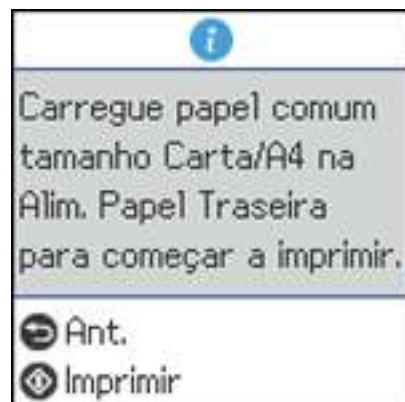 Carregue papel comum
tamanho Carta/A4 na
Alim. Papel Traseira
para começar a imprimir.
Ant.
Imprimir